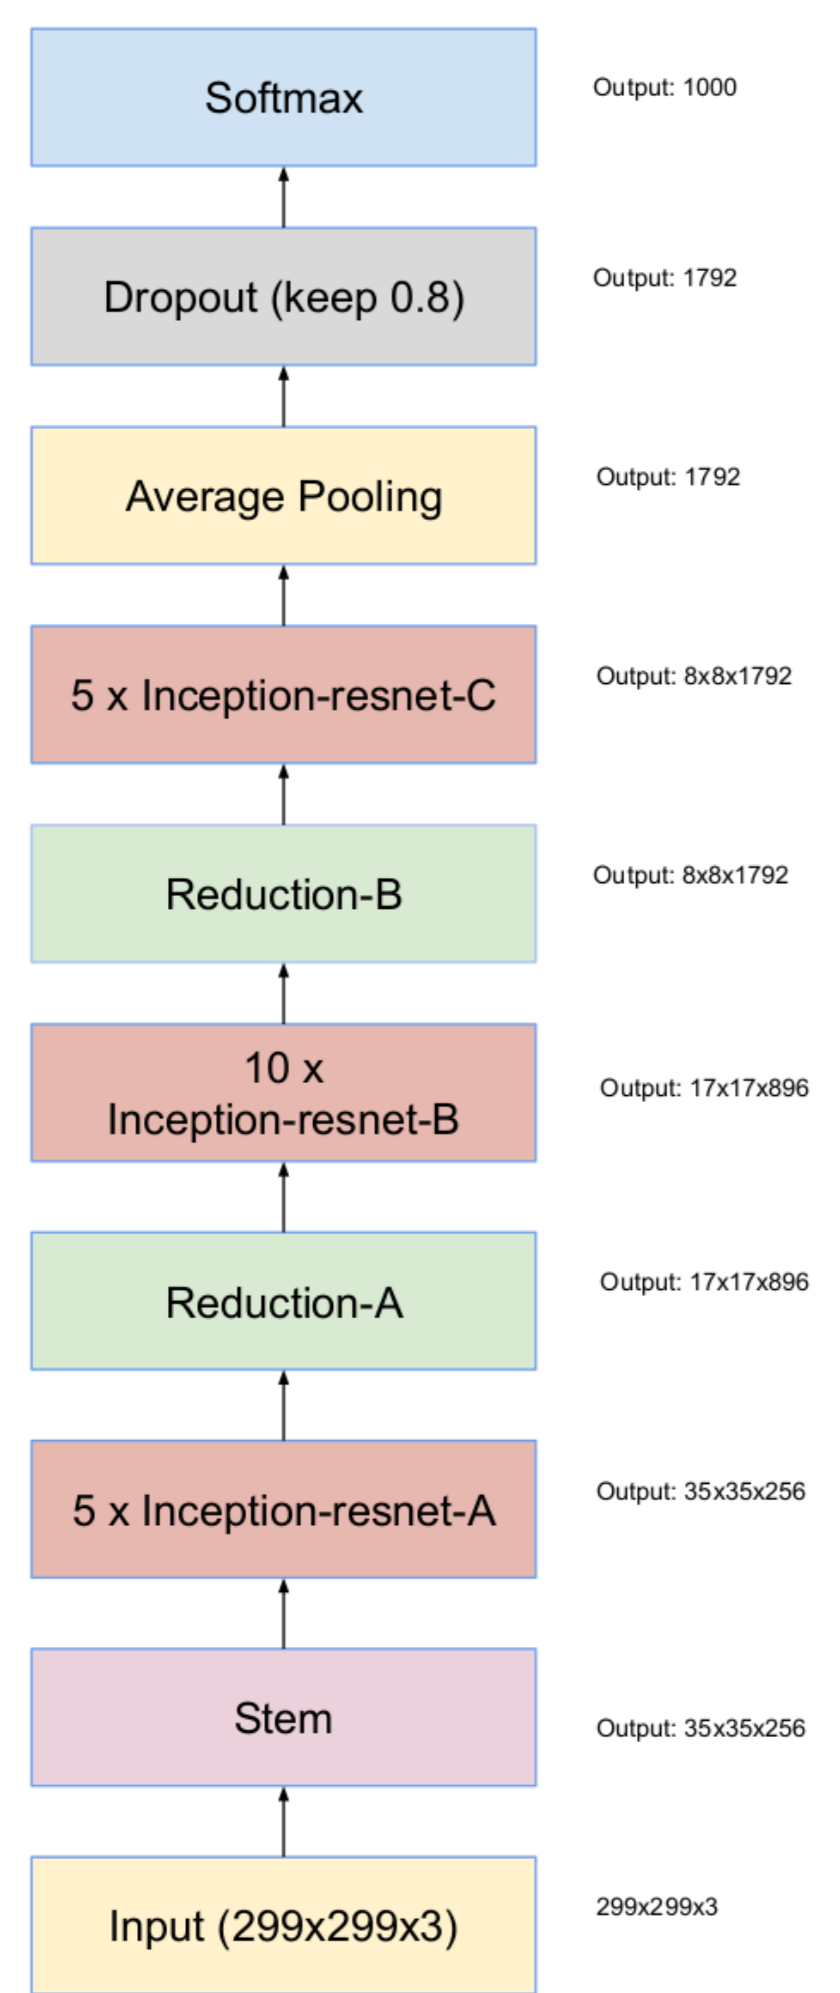 Softmax
Output: 1000
Dropout (keep 0.8)
Output: 1792
Average Pooling
Output: 1792
5 x Inception-resnet-C
Output: 8x8x1792
Reduction-B
Output: 8x8x1792
10 x
Inception-resnet-B
Output: 17x17x896
Reduction-A
Output: 17x17x896
5 x Inception-resnet-A
Output: 35x35x256
Stem
Output: 35x35x256
Input (299x299x3)
299x299x3